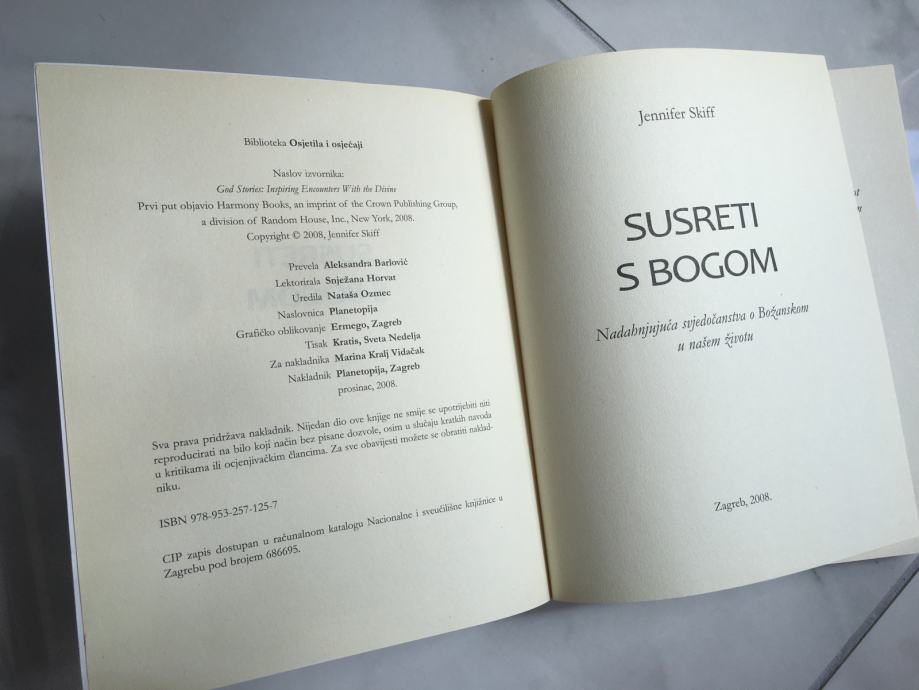 Biblioteka Osjetila i osjećaji
Naslov izvornika:
God Stories: Inspiring Encounters With the Divine
Prvi put objavio Harmony Books, an imprint of the Crown Publishing Group,
a division of Random House, Inc., New York, 2008.
Copyright © 2008, Jennifer Skiff
Prevela Aleksandra Barlović
Lektorirala Snježana Horvat
Uredila Nataša Ozmec
Naslovnica Planetopija
Grafičko oblikovanje Ermego, Zagreb
Tisak Kratis, Sveta Nedelja
Za nakladnika Marina Kralj Vidačak
Nakladnik Planetopija, Zagreb
prosinac, 2008.
Sva prava pridržava nakladnik. Nijedan dio ove knjige ne smije se upotrijebiti niti
reproducirati na bilo koji način bez pisane dozvole, osim u slučaju kratkih navoda
u kritikama ili ocjenjivačkim člancima. Za sve obavijesti možete se obratiti naklad-
niku.
ISBN 978-953-257-125-7
CIP zapis dostupan u računalnom katalogu Nacionalne i sveučilišne knjižnice u
Zagrebu pod brojem 686695.
Jennifer Skiff
SUSRETI
S BOGOM
Nadahnjujuća svjedočanstva o Božanskom
u našem životu
Zagreb, 2008.